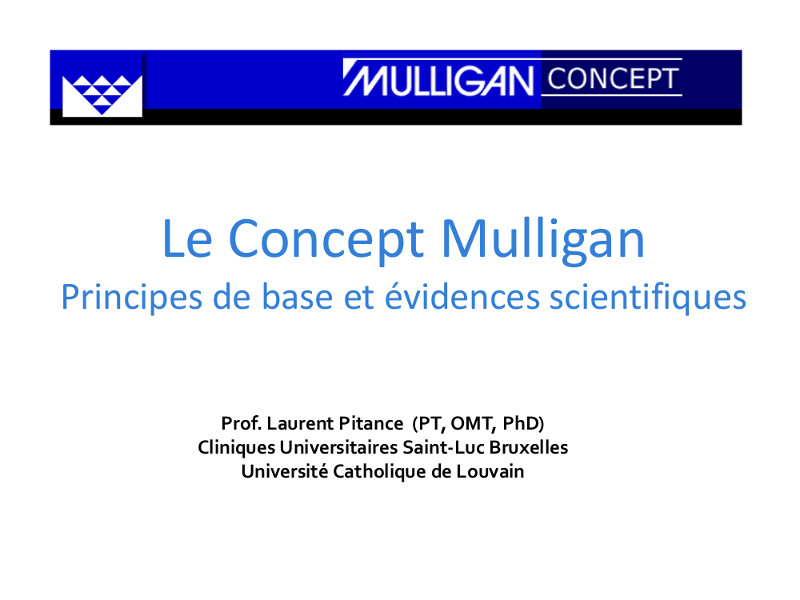 MULLIGAN CONCEPT
Le Concept Mulligan
Principes de base et évidences scientifiques
Prof. Laurent Pitance (PT, OMT, PhD)
Cliniques Universitaires Saint-Luc Bruxelles
Université Catholique de Louvain